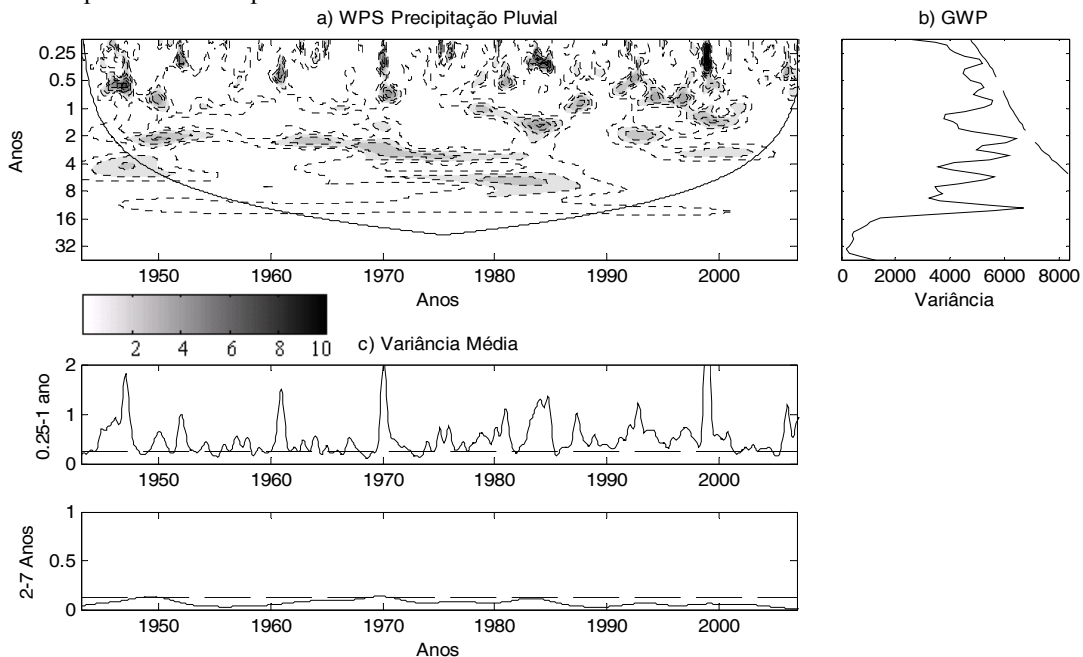 a) WPS Precipitação Pluvial
b) GWP
0.25
0.5
1
2
4
8
16
32
Anos
1950 1960 1970 1980 1990 2000
Anos
0 2000 4000 6000 8000
Variância
2 4 6 8 10
c) Variância Média
2
1
0
0.25-1 ano
1950 1960 1970 1980 1990 2000
1
0.5
0
2-7 Anos
1950 1960 1970 1980 1990 2000
Anos